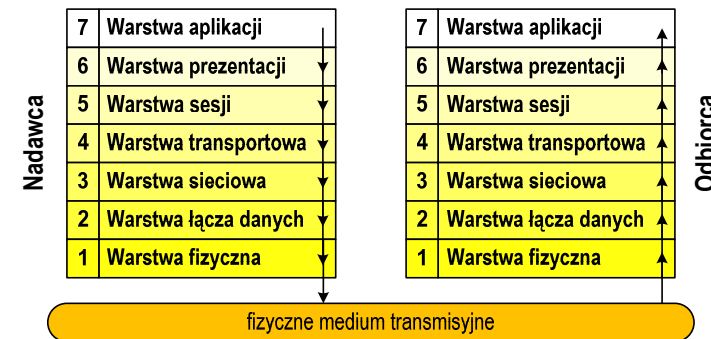 Nadawca
7 Warstwa aplikacji
6 Warstwa prezentacji
5 Warstwa sesji
4 Warstwa transportowa
3 Warstwa sieciowa
2 Warstwa łącza danych
1 Warstwa fizyczna
7 Warstwa aplikacji
6 Warstwa prezentacji
5 Warstwa sesji
4 Warstwa transportowa
3 Warstwa sieciowa
2 Warstwa łącza danych
1 Warstwa fizyczna
Odbiorca
fizyczne medium transmisyjne